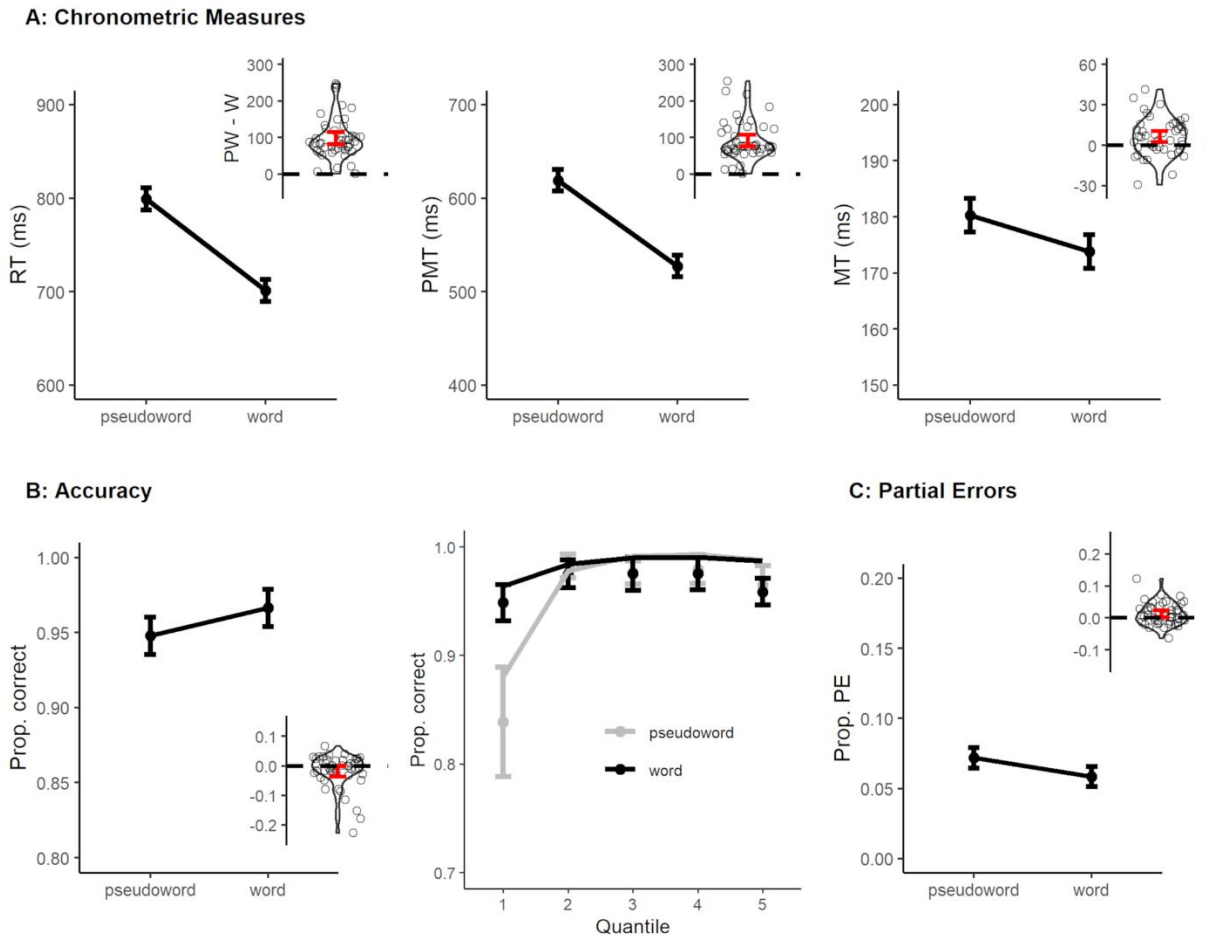 A: Chronometric Measures
RT (ms)
900
800
700
600
pseudoword
word
PW - W
300
200
100
0
PMT (ms)
700
600
500
400
pseudoword
word
300
200
100
0
MT (ms)
200
190
180
170
160
150
pseudoword
word
60
30
0
-30
B: Accuracy
Prop. correct
1.00
0.95
0.90
0.85
0.80
pseudoword
word
0.1
0.0
-0.1
-0.2
Prop. correct
1.0
0.9
0.8
0.7
pseudoword
word
1 2 3 4 5
Quantile
C: Partial Errors
Prop. PE
0.20
0.15
0.10
0.05
0.00
pseudoword
word
0.2
0.1
0.0
-0.1